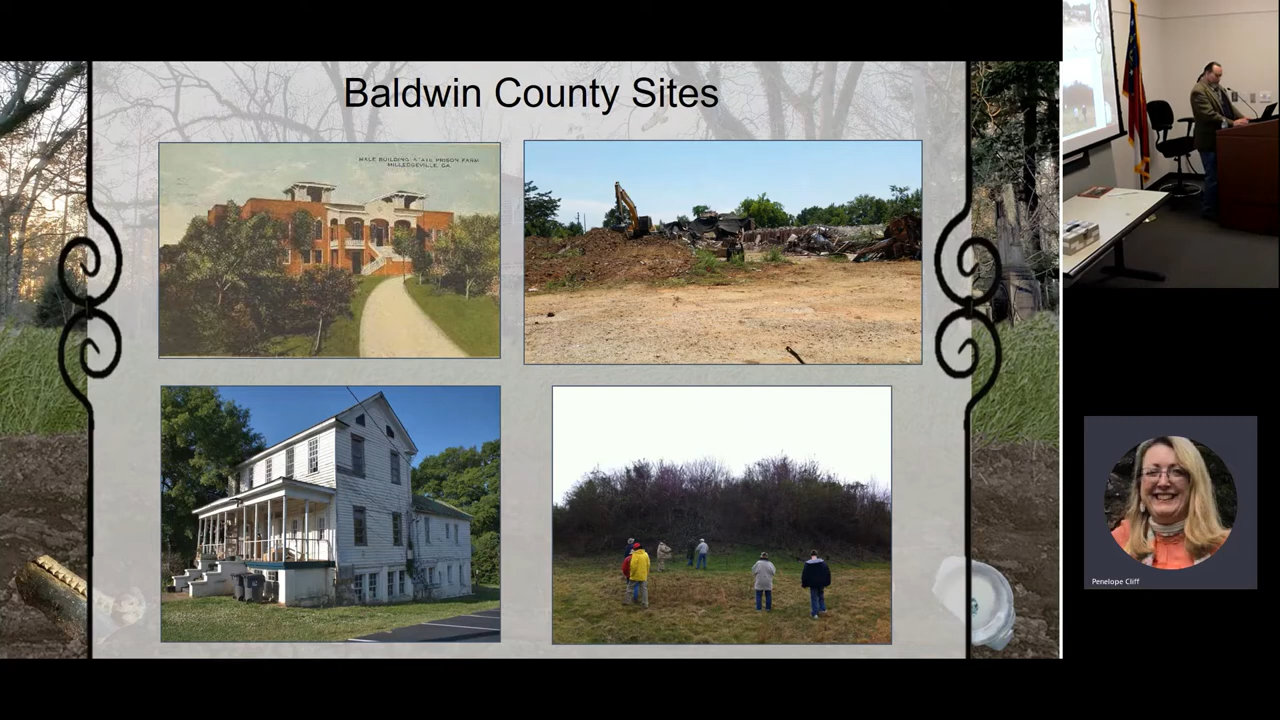 Baldwin County Sites
MALE BUILDING, STATE PRISON FARM
MILLEDGEVILLE, GA.
Penelope Cliff